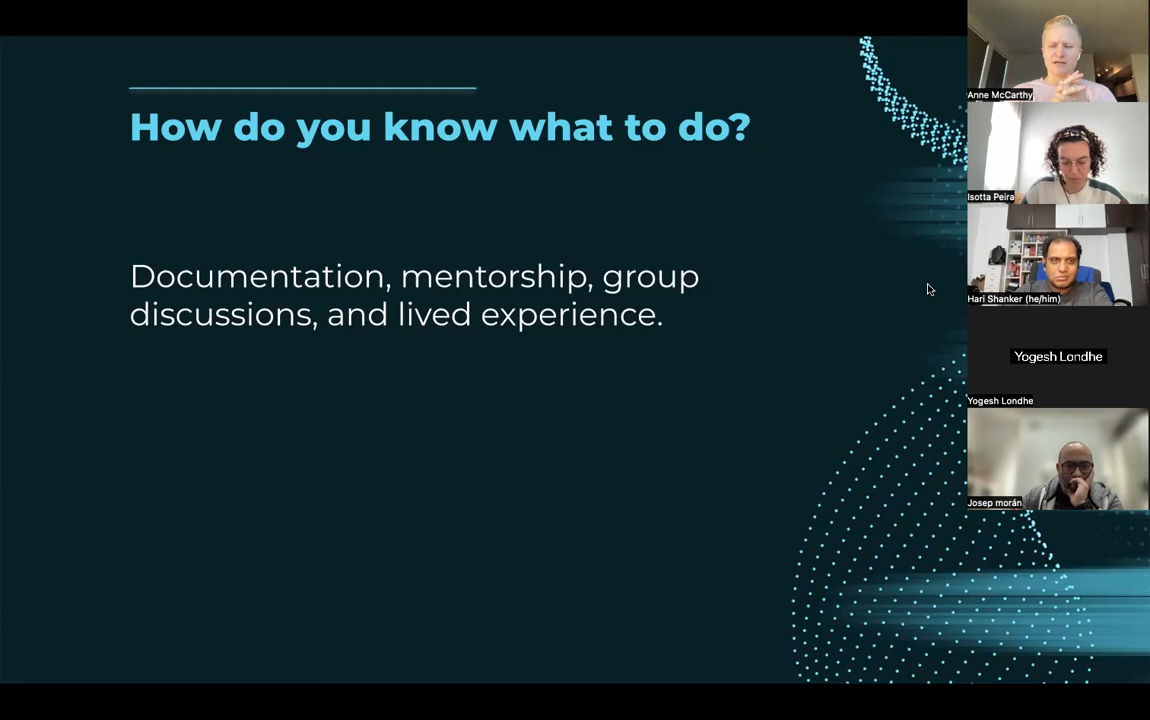 How do you know what to do?
Documentation, mentorship, group
discussions, and lived experience.
Anne McCarthy
Isotta Peira
Hari Shanker (he/him)
Yogesh Londhe
Yogesh Londhe
Josep morán